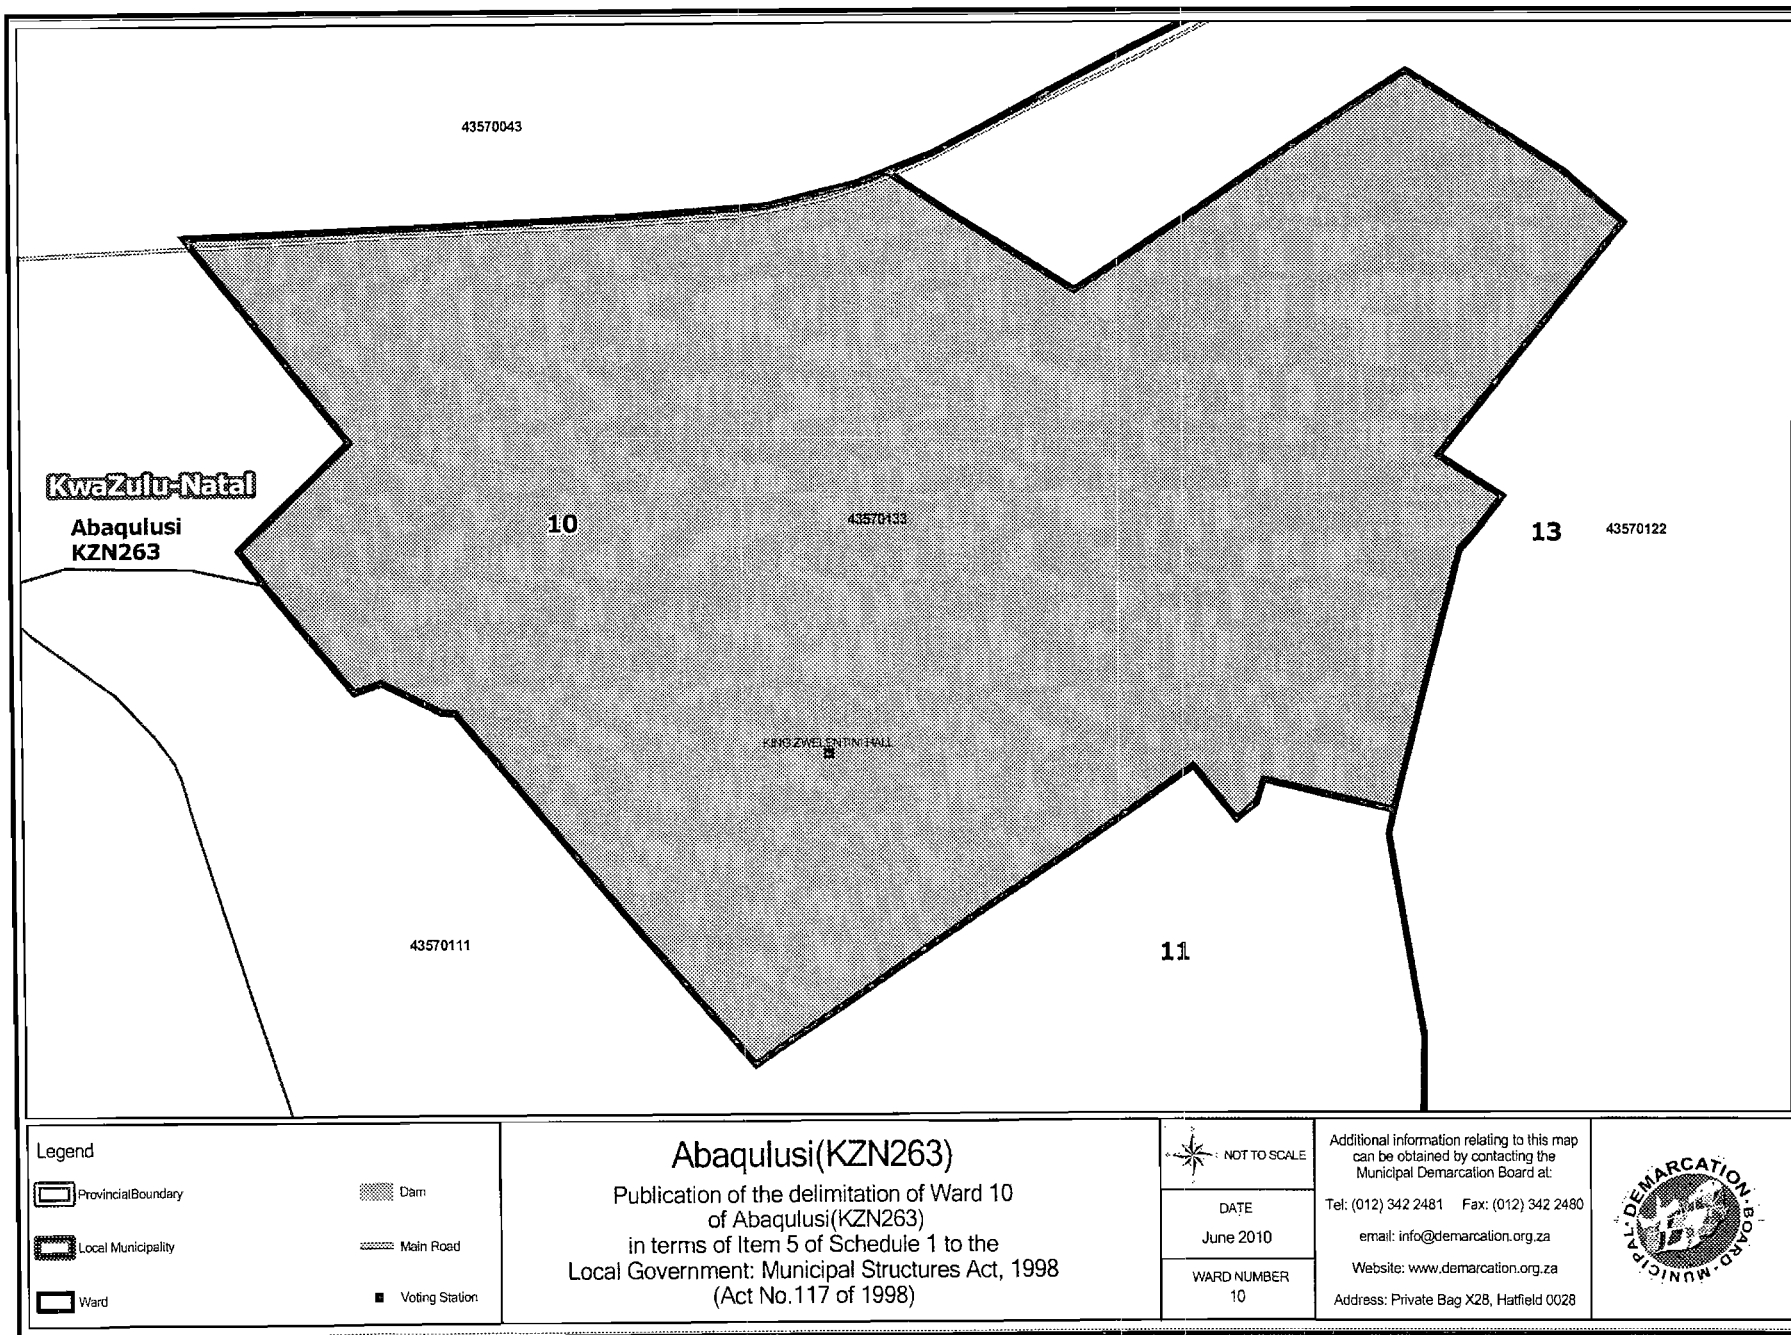 43570043
KwaZulu-Natal
Abaqulusi
KZN263
10
43570133
13
43570122
KING ZWELENTINI HALL
43570111
11
Legend
ProvincialBoundary
Local Municipality
Ward
Dam
Main Road
Voting Station
Abaqulusi(KZN263)
Publication of the delimitation of Ward 10
of Abaqulusi(KZN263)
in terms of Item 5 of Schedule 1 to the
Local Government: Municipal Structures Act, 1998
(Act No.117 of 1998)
NOT TO SCALE
DATE
June 2010
WARD NUMBER
10
Additional information relating to this map
can be obtained by contacting the
Municipal Demarcation Board at:
Tel: (012) 342 2481 Fax: (012) 342 2480
email: info@demarcation.org.za
Website: www.demarcation.org.za
Address: Private Bag X28, Hatfield 0028
MUNICIPAL · DEMARCATION · BOARD ·